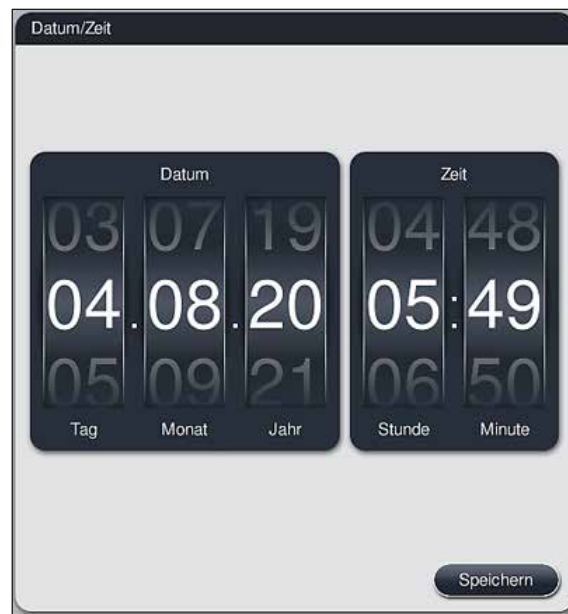 Datum/Zeit
Datum
Zeit
03 07 19 04 48
04.08.20 05:49
05 09 21 06 50
Tag Monat Jahr Stunde Minute
Speichern